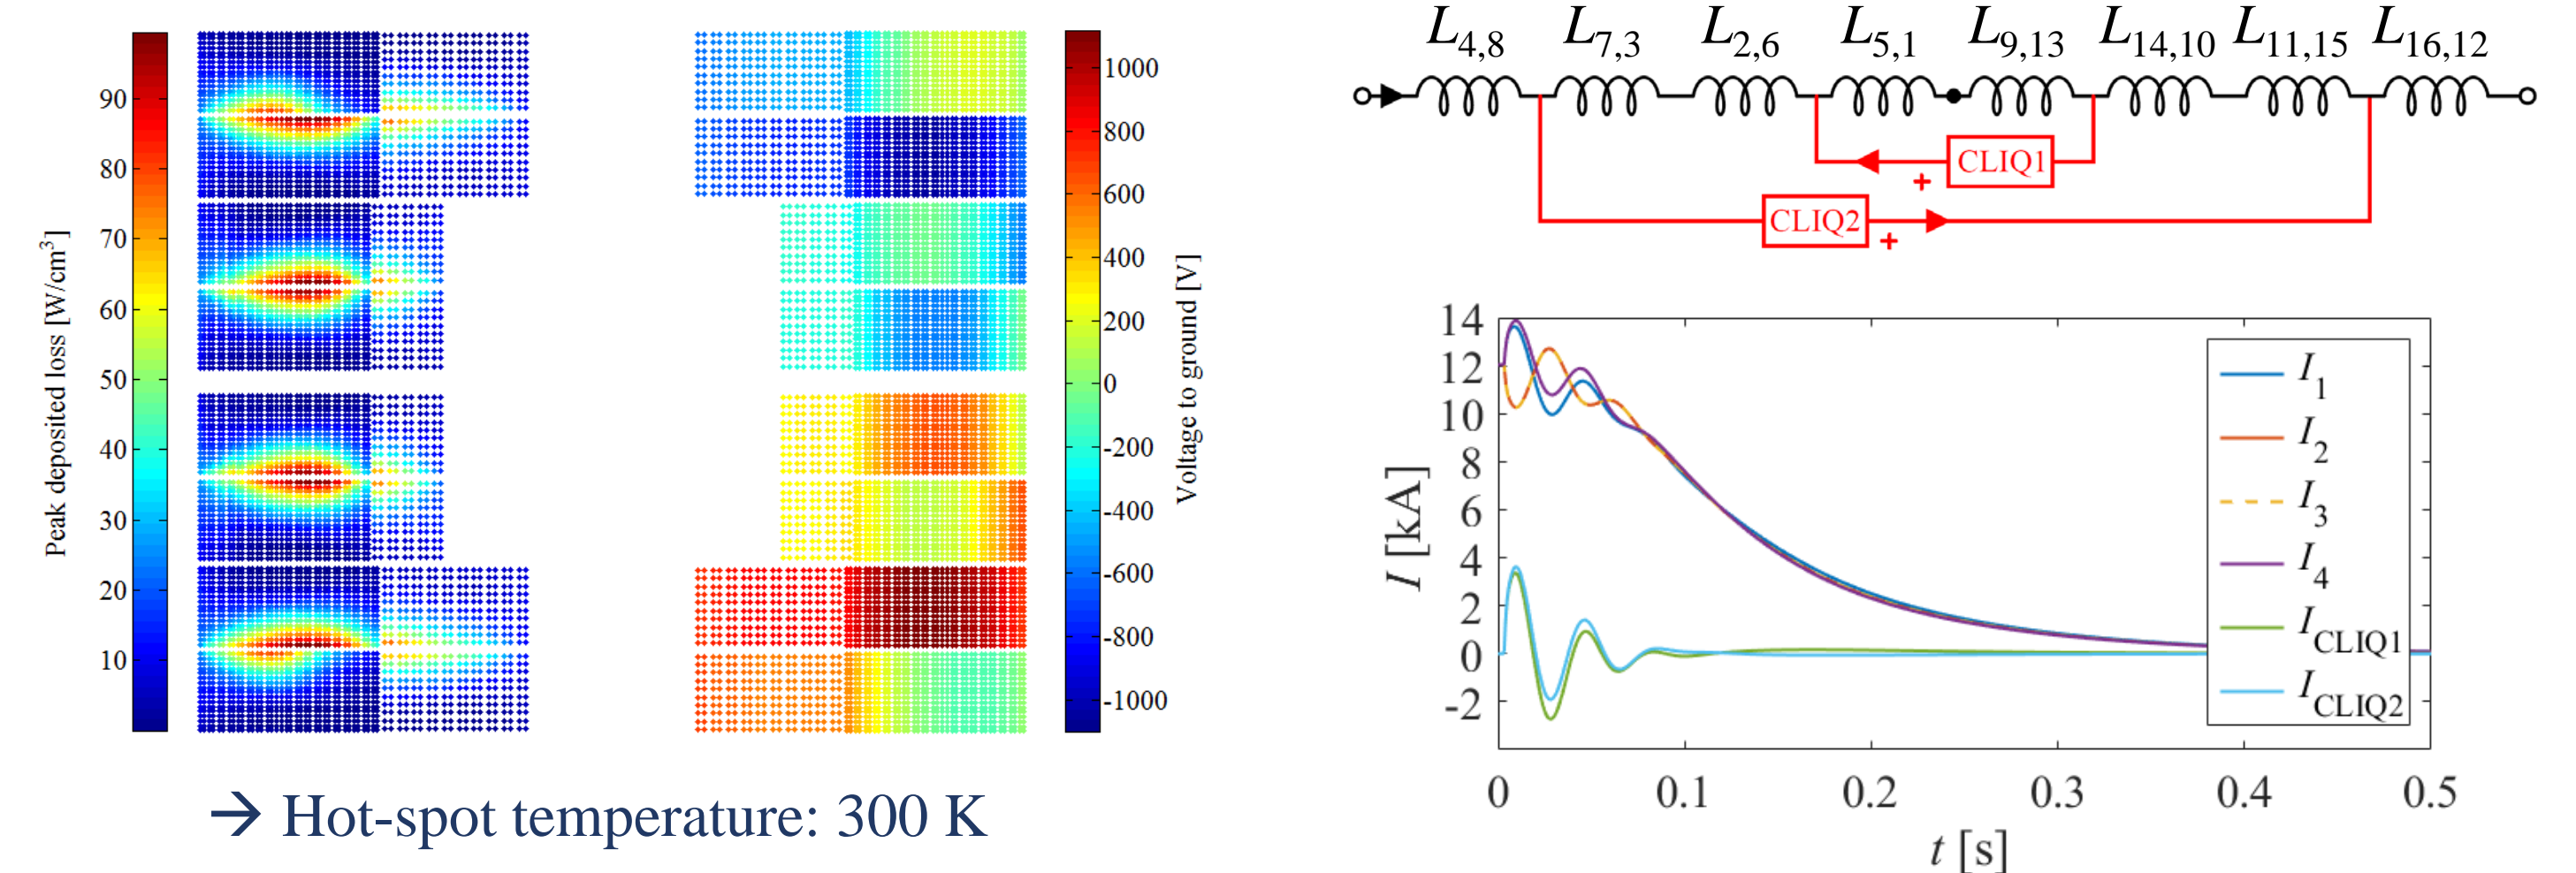 Peak deposited loss [W/cm³]
90
80
70
60
50
40
30
20
10
1000
800
600
400
200
0
-200
-400
-600
-800
-1000
Voltage to ground [V]
→ Hot-spot temperature: 300 K
L4,8 L7,3 L2,6 L5,1 L9,13 L14,10 L11,15 L16,12
CLIQ1
+
CLIQ2
+
I [kA]
14
12
10
8
6
4
2
0
-2
0 0.1 0.2 0.3 0.4 0.5
t [s]
I1
I2
I3
I4
ICLIQ1
ICLIQ2